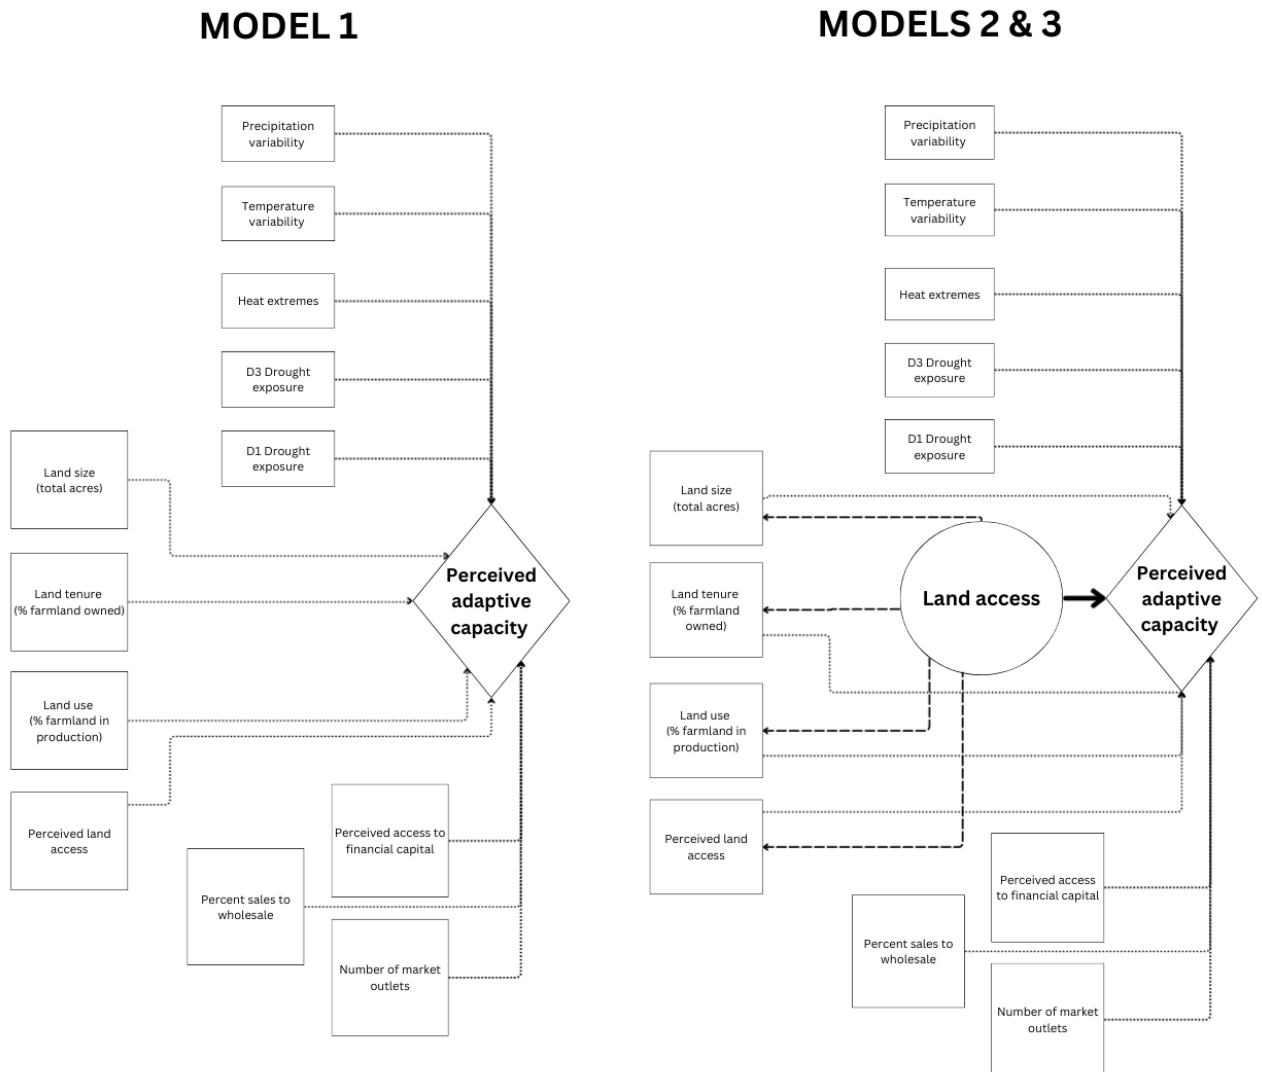 MODEL 1
Precipitation
variability
Temperature
variability
Heat extremes
D3 Drought
exposure
D1 Drought
exposure
Land size
(total acres)
Land tenure
(% farmland owned)
Land use
(% farmland in
production)
Perceived land
access
Perceived
adaptive
capacity
Perceived access to
financial capital
Percent sales to
wholesale
Number of market
outlets
MODELS 2 & 3
Precipitation
variability
Temperature
variability
Heat extremes
D3 Drought
exposure
D1 Drought
exposure
Land size
(total acres)
Land tenure
(% farmland
owned)
Land use
(% farmland in
production)
Perceived land
access
Land access
Perceived
adaptive
capacity
Perceived access
to financial capital
Percent sales to
wholesale
Number of market
outlets